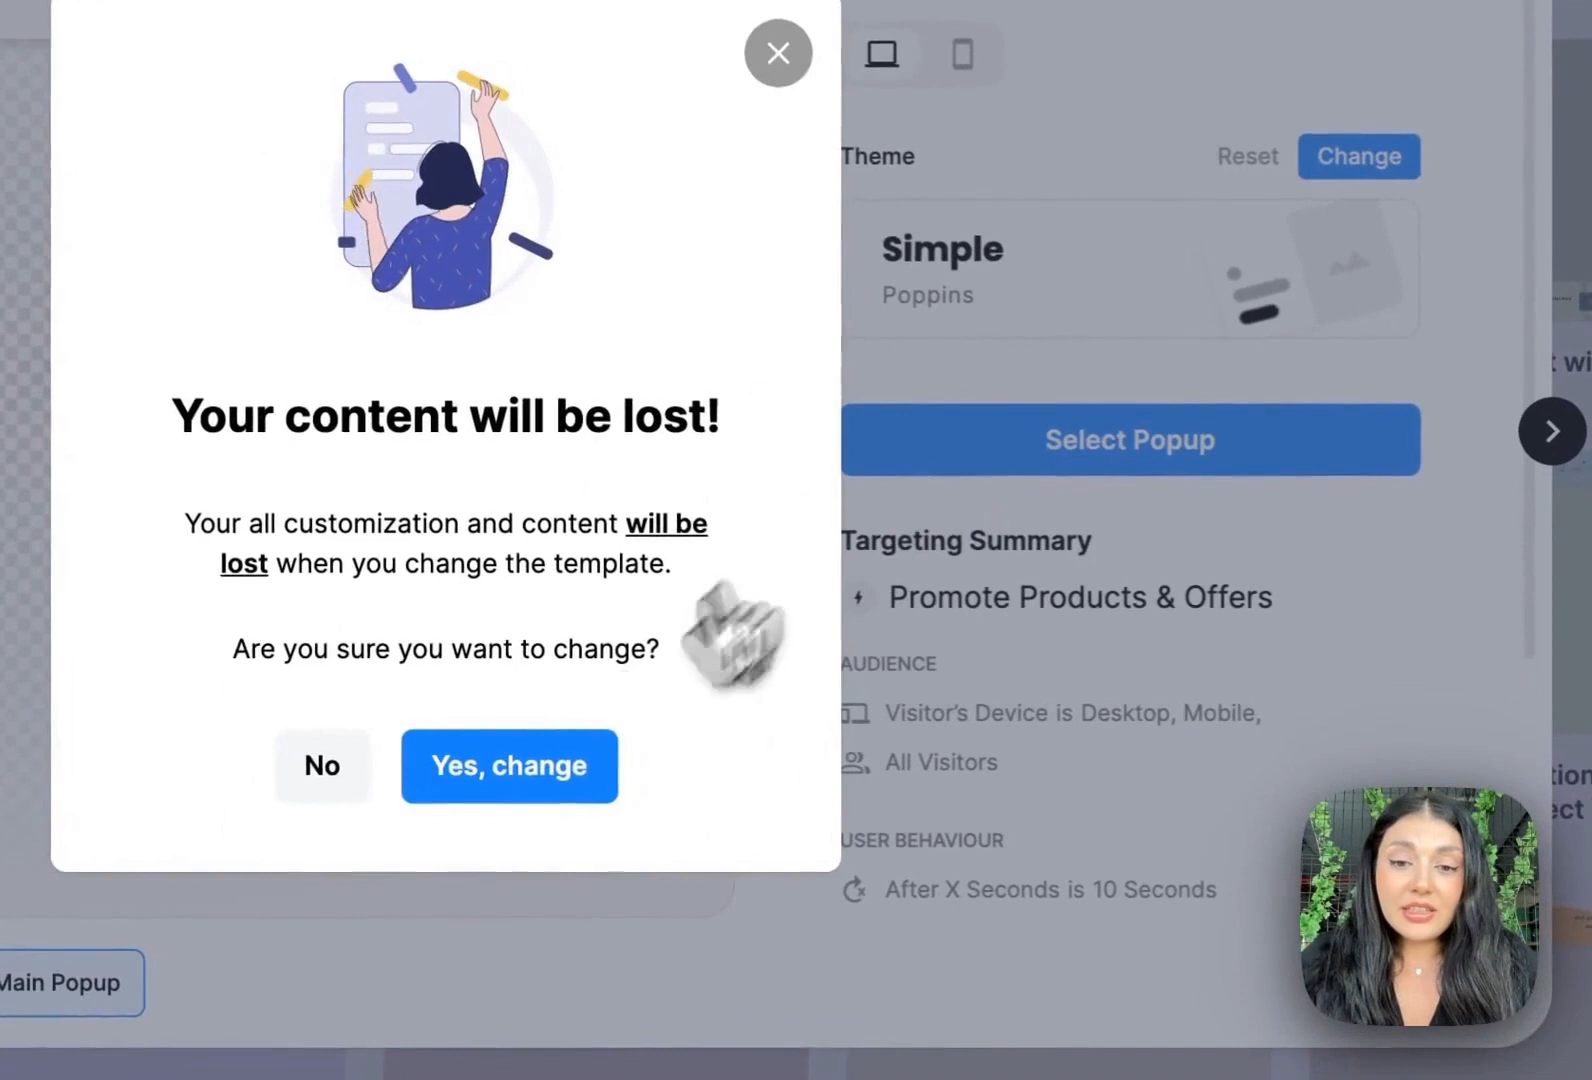 Your content will be lost!
Your all customization and content will be
lost when you change the template.
Are you sure you want to change?
No
Yes, change
Theme
Reset
Change
Simple
Poppins
Select Popup
Targeting Summary
Promote Products & Offers
AUDIENCE
Visitor's Device is Desktop, Mobile,
All Visitors
USER BEHAVIOUR
After X Seconds is 10 Seconds
Main Popup